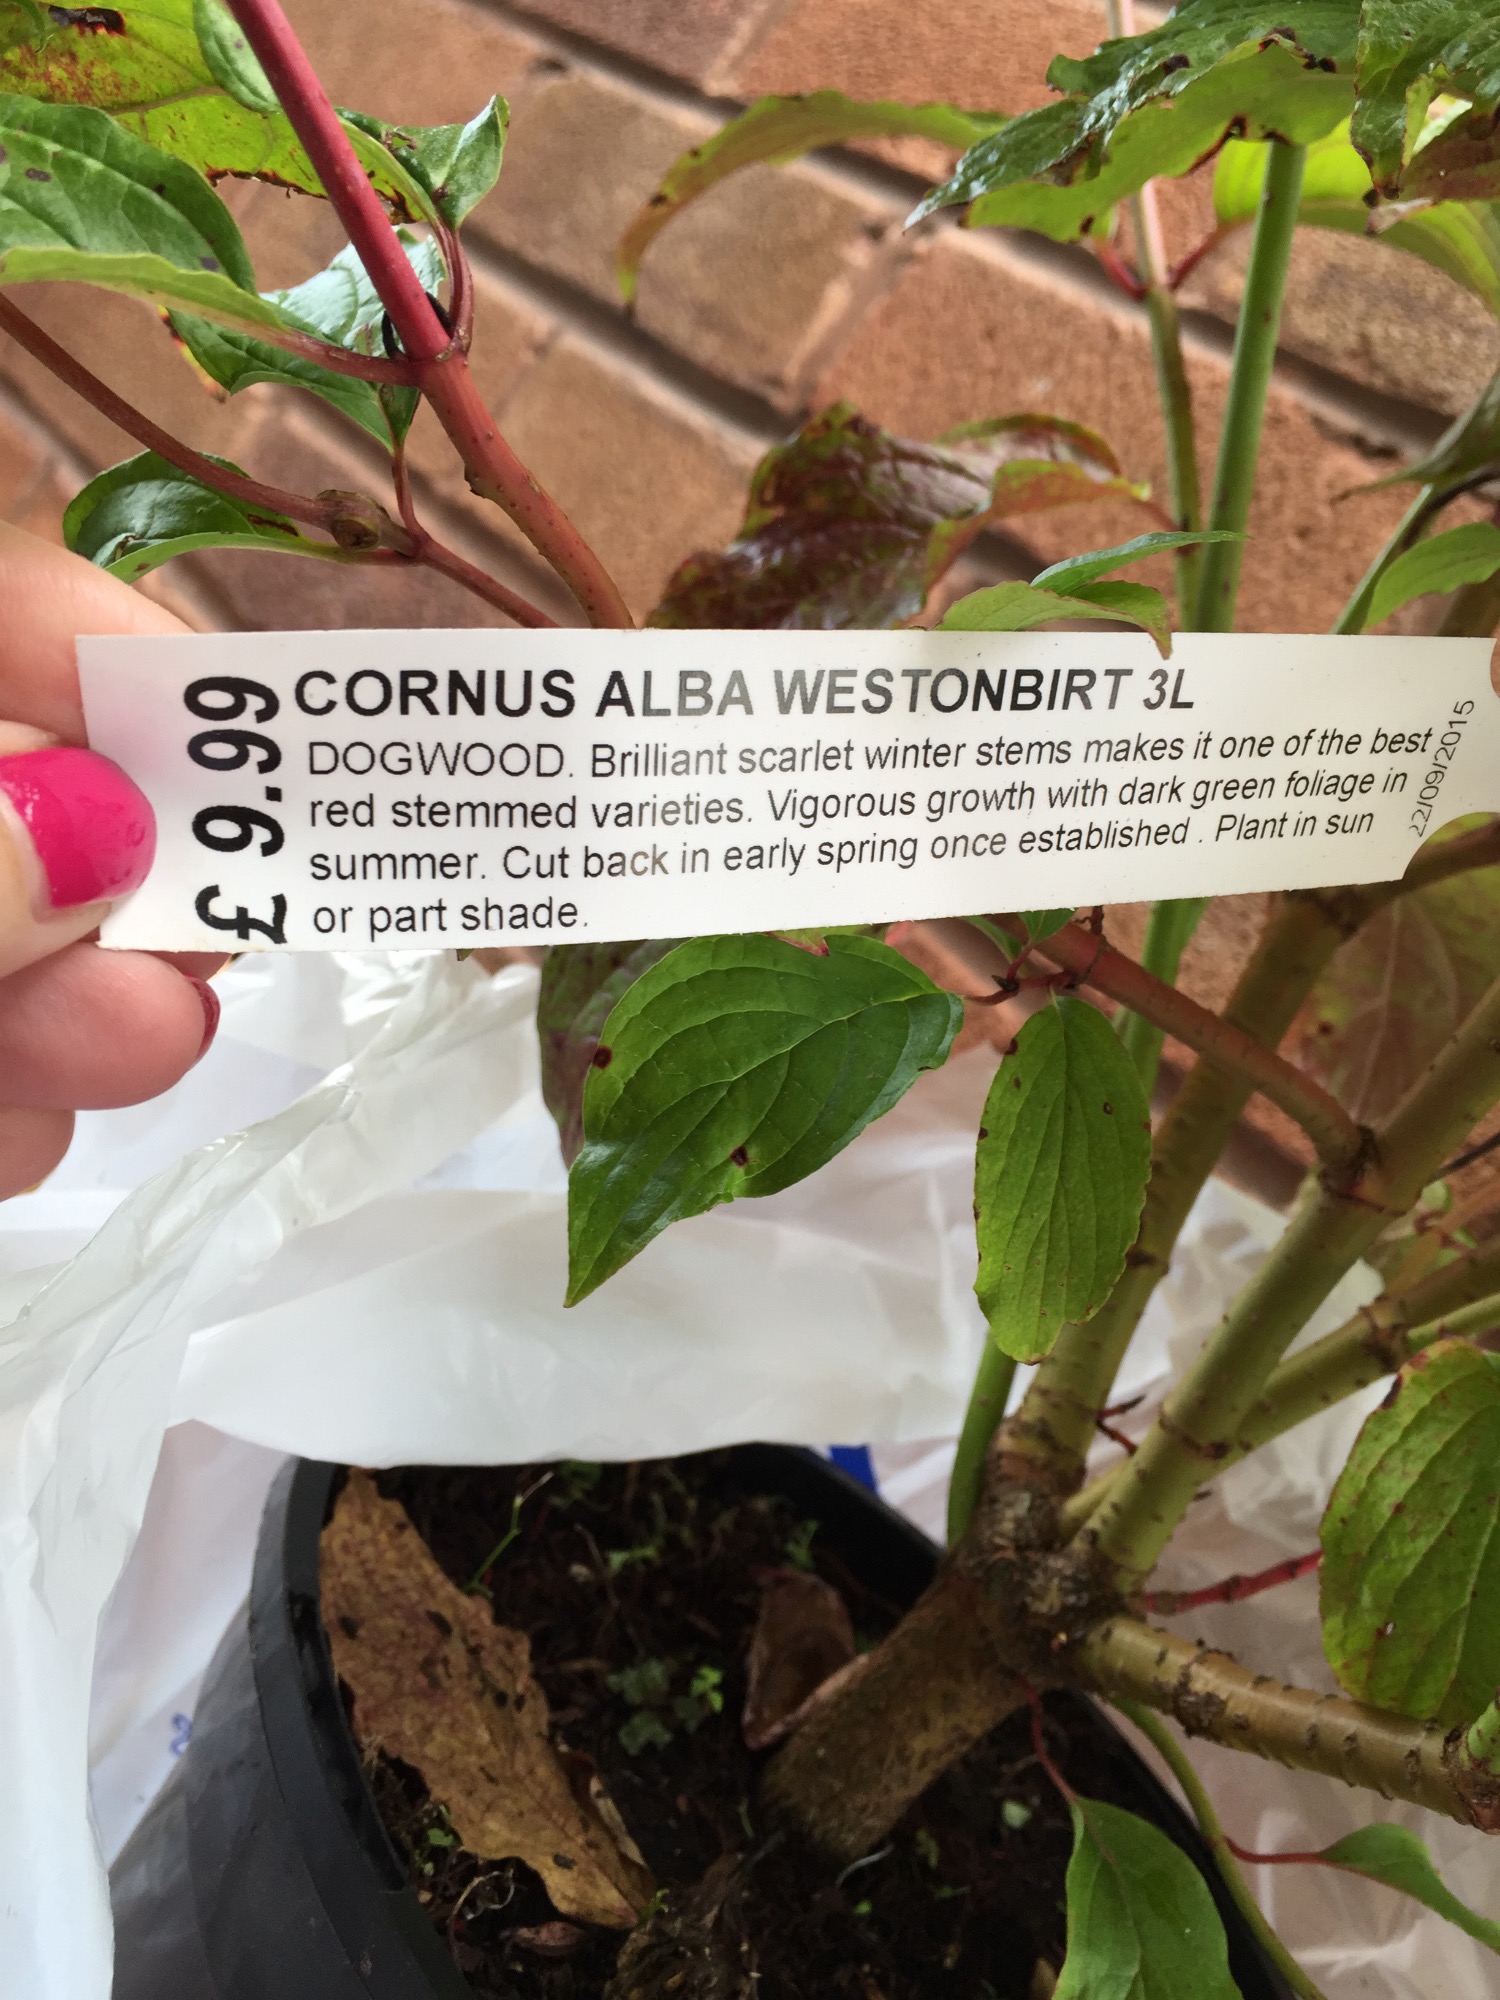 £ 9.99
CORNUS ALBA WESTONBIRT 3L
DOGWOOD. Brilliant scarlet winter stems makes it one of the best
red stemmed varieties. Vigorous growth with dark green foliage in
summer. Cut back in early spring once established . Plant in sun
or part shade.
22/09/2015